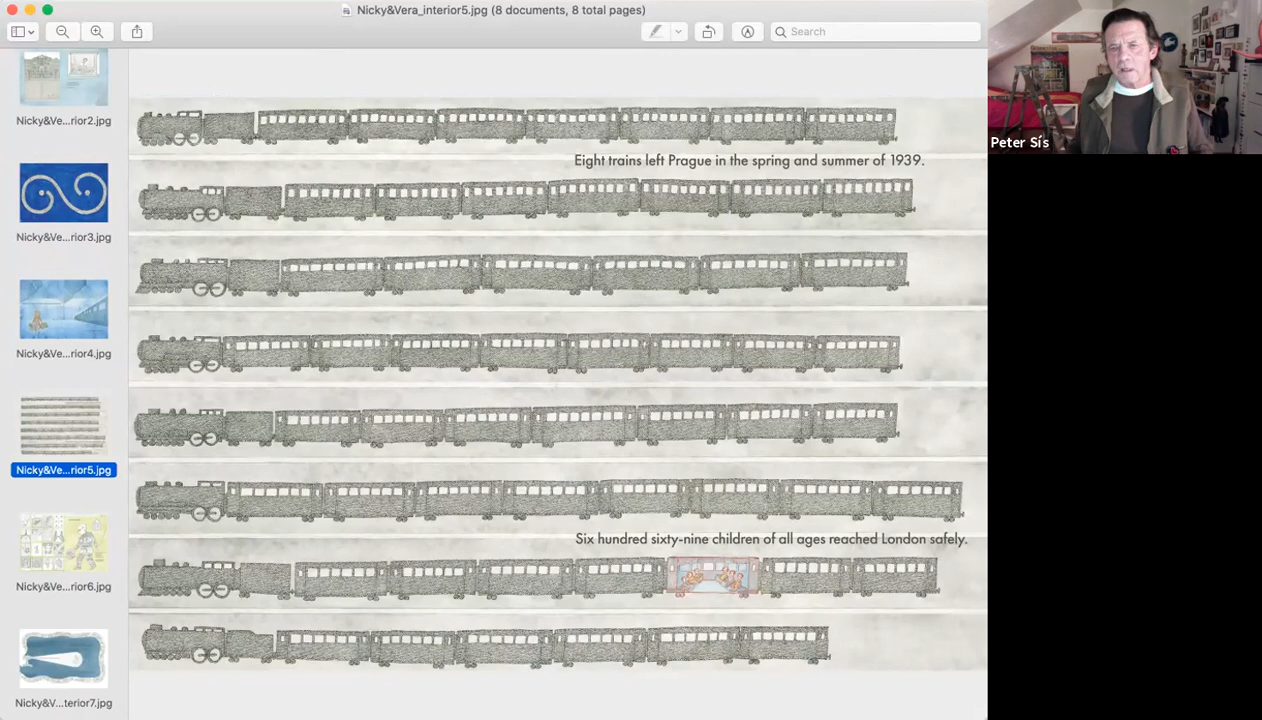 Nicky&Vera_interior5.jpg (8 documents, 8 total pages)
Search
Nicky&Ve...rior2.jpg
Nicky&Ve...rior3.jpg
Nicky&Ve...rior4.jpg
Nicky&Ve...rior5.jpg
Nicky&Ve...rior6.jpg
Nicky&V...terior7.jpg
Eight trains left Prague in the spring and summer of 1939.
Six hundred sixty-nine children of all ages reached London safely.
Peter Sís